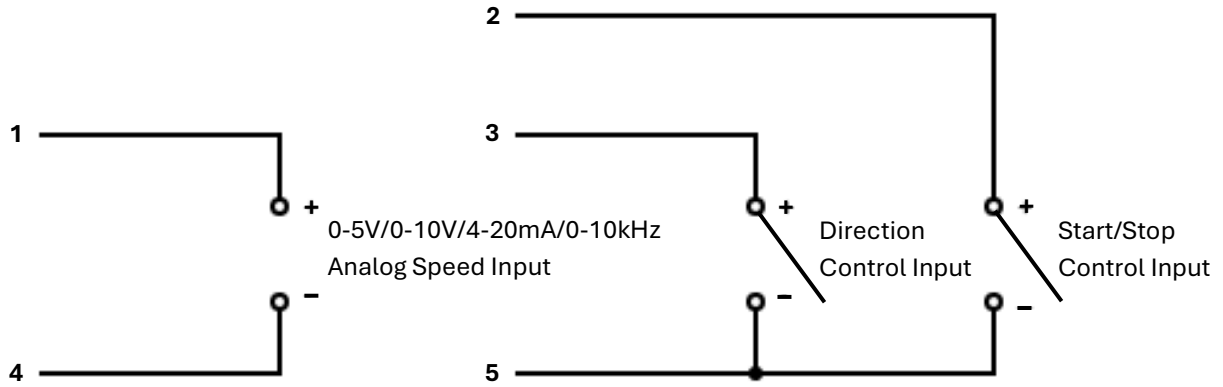 2
1
3
+
+
+
0-5V/0-10V/4-20mA/0-10kHz
Analog Speed Input
Direction
Control Input
Start/Stop
Control Input
−
−
−
4
5